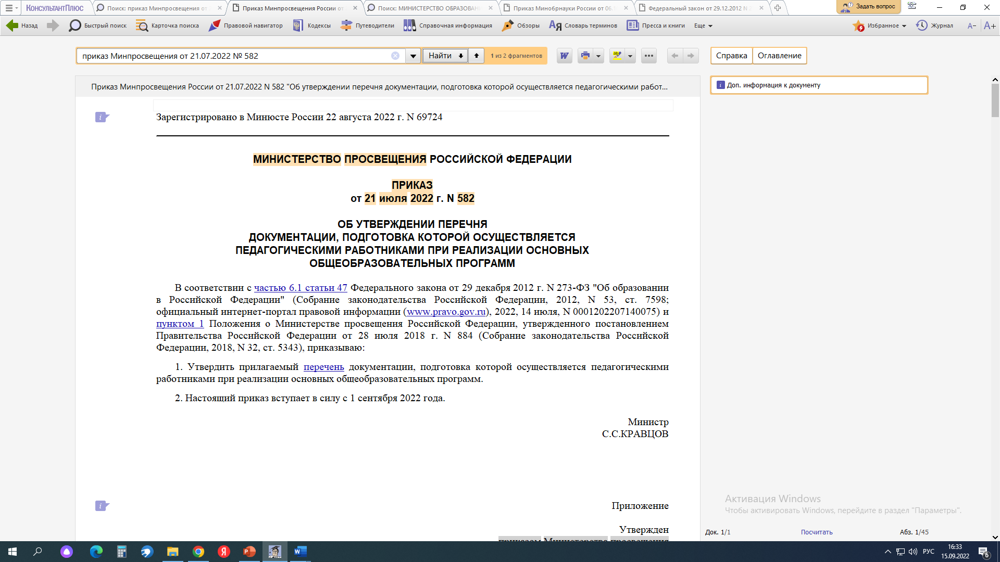 КОНСУЛЬТАНТПЛЮС
Поиск: приказ Минпросвещения от
Приказ Минпросвещения России от
Поиск: МИНИСТЕРСТВО ОБРАЗОВАН
Приказ Минобрнауки России от 06.
Федеральный закон от 29.12.2012 N
Задать вопрос
Назад
Быстрый поиск
Карточка поиска
Правовой навигатор
Кодексы
Путеводители
Справочная информация
Обзоры
Словарь терминов
Пресса и книги
Еще
Избранное
Журнал
А− А+
приказ Минпросвещения от 21.07.2022 № 582
Найти
1 из 2 фрагментов
Справка
Оглавление
Приказ Минпросвещения России от 21.07.2022 N 582 "Об утверждении перечня документации, подготовка которой осуществляется педагогическими работ...
Доп. информация к документу
Зарегистрировано в Минюсте России 22 августа 2022 г. N 69724
МИНИСТЕРСТВО ПРОСВЕЩЕНИЯ РОССИЙСКОЙ ФЕДЕРАЦИИ
ПРИКАЗ
от 21 июля 2022 г. N 582
ОБ УТВЕРЖДЕНИИ ПЕРЕЧНЯ
ДОКУМЕНТАЦИИ, ПОДГОТОВКА КОТОРОЙ ОСУЩЕСТВЛЯЕТСЯ
ПЕДАГОГИЧЕСКИМИ РАБОТНИКАМИ ПРИ РЕАЛИЗАЦИИ ОСНОВНЫХ
ОБЩЕОБРАЗОВАТЕЛЬНЫХ ПРОГРАММ
В соответствии с частью 6.1 статьи 47 Федерального закона от 29 декабря 2012 г. N 273-ФЗ "Об образовании
в Российской Федерации" (Собрание законодательства Российской Федерации, 2012, N 53, ст. 7598;
официальный интернет-портал правовой информации (www.pravo.gov.ru), 2022, 14 июля, N 0001202207140075) и
пунктом 1 Положения о Министерстве просвещения Российской Федерации, утвержденного постановлением
Правительства Российской Федерации от 28 июля 2018 г. N 884 (Собрание законодательства Российской
Федерации, 2018, N 32, ст. 5343), приказываю:
1. Утвердить прилагаемый перечень документации, подготовка которой осуществляется педагогическими
работниками при реализации основных общеобразовательных программ.
2. Настоящий приказ вступает в силу с 1 сентября 2022 года.
Министр
С.С.КРАВЦОВ
Приложение
Утвержден
приказом Министерства просвещения
Активация Windows
Чтобы активировать Windows, перейдите в раздел "Параметры".
Док. 1/1
Посчитать
Абз. 1/45
РУС
16:33
15.09.2022
6